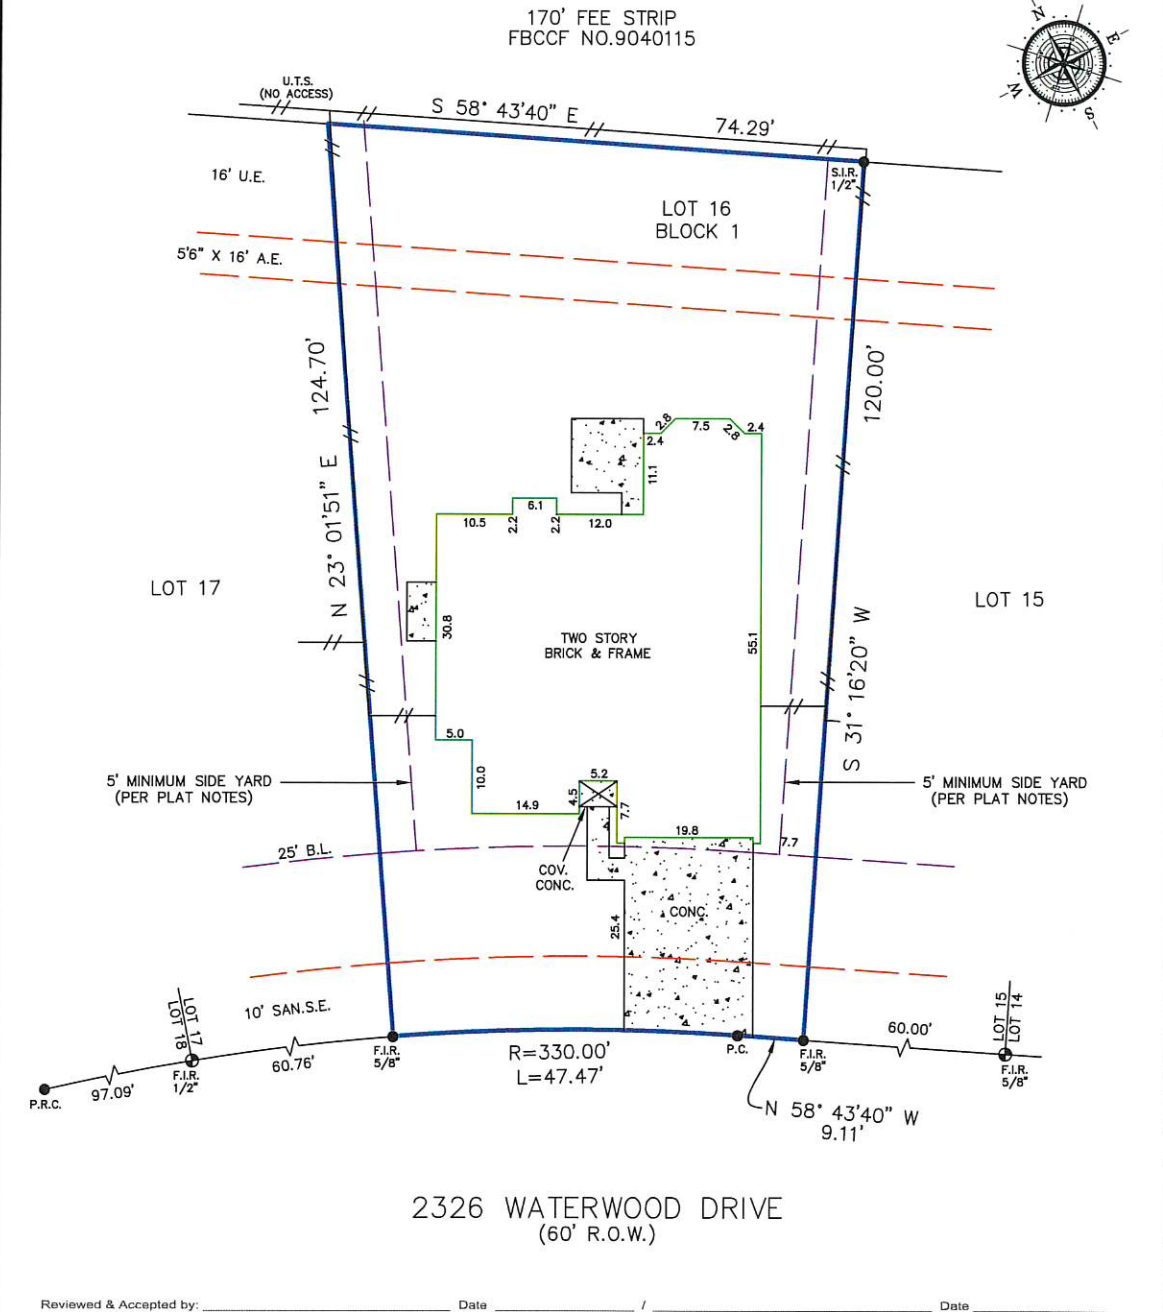 170' FEE STRIP
FBCCF NO.9040115
N
E
W
S
U.T.S.
(NO ACCESS)
S 58° 43'40" E
74.29'
16' U.E.
S.I.R.
1/2"
LOT 16
BLOCK 1
5'6" X 16' A.E.
124.70'
120.00'
2.8
7.5
2.8
2.4
2.4
11.1
6.1
10.5
2.2
2.2
12.0
N 23° 01'51" E
LOT 17
LOT 15
30.8
TWO STORY
BRICK & FRAME
55.1
S 31° 16'20" W
5.0
10.0
5' MINIMUM SIDE YARD
(PER PLAT NOTES)
5.2
4.5
7.7
14.9
5' MINIMUM SIDE YARD
(PER PLAT NOTES)
19.8
7.7
25' B.L.
COV.
CONC.
CONC.
25.4
10' SAN.S.E.
LOT 17
LOT 18
LOT 15
LOT 14
60.00'
P.C.
F.I.R.
5/8"
R=330.00'
L=47.47'
F.I.R.
5/8"
60.76'
F.I.R.
1/2"
97.09'
P.R.C.
F.I.R.
5/8"
N 58° 43'40" W
9.11'
2326 WATERWOOD DRIVE
(60' R.O.W.)
Reviewed & Accepted by: Date / Date